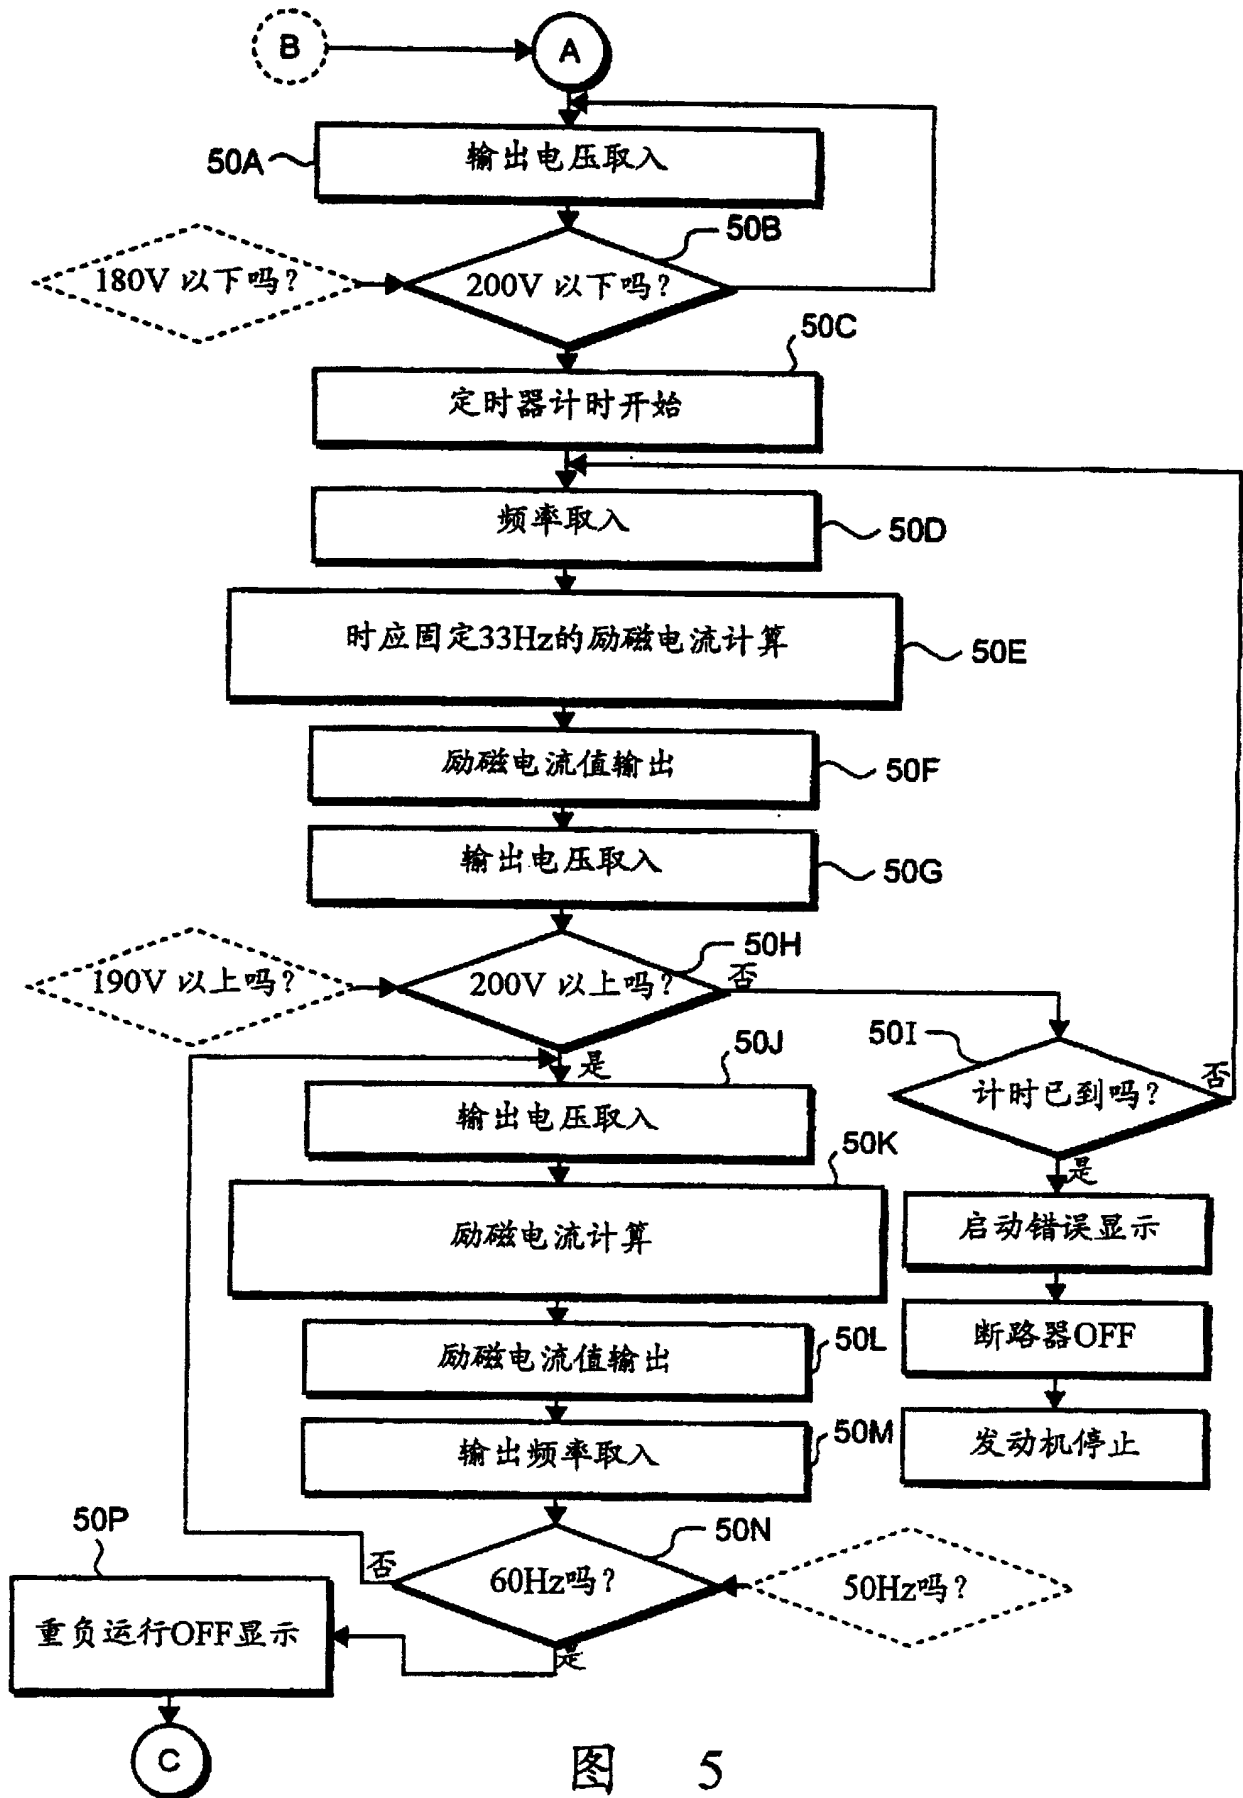 B
A
50A
输出电压取入
50B
180V 以下吗？
200V 以下吗？
50C
定时器计时开始
频率取入
50D
时应固定33Hz的励磁电流计算
50E
励磁电流值输出
50F
输出电压取入
50G
50H
190V 以上吗？
200V 以上吗？
否
50I
50J
是
计时已到吗？
否
输出电压取入
50K
是
励磁电流计算
启动错误显示
励磁电流值输出
50L
断路器OFF
输出频率取入
50M
发动机停止
50P
50N
否
60Hz吗？
50Hz吗？
重负运行OFF显示
是
C
图 5